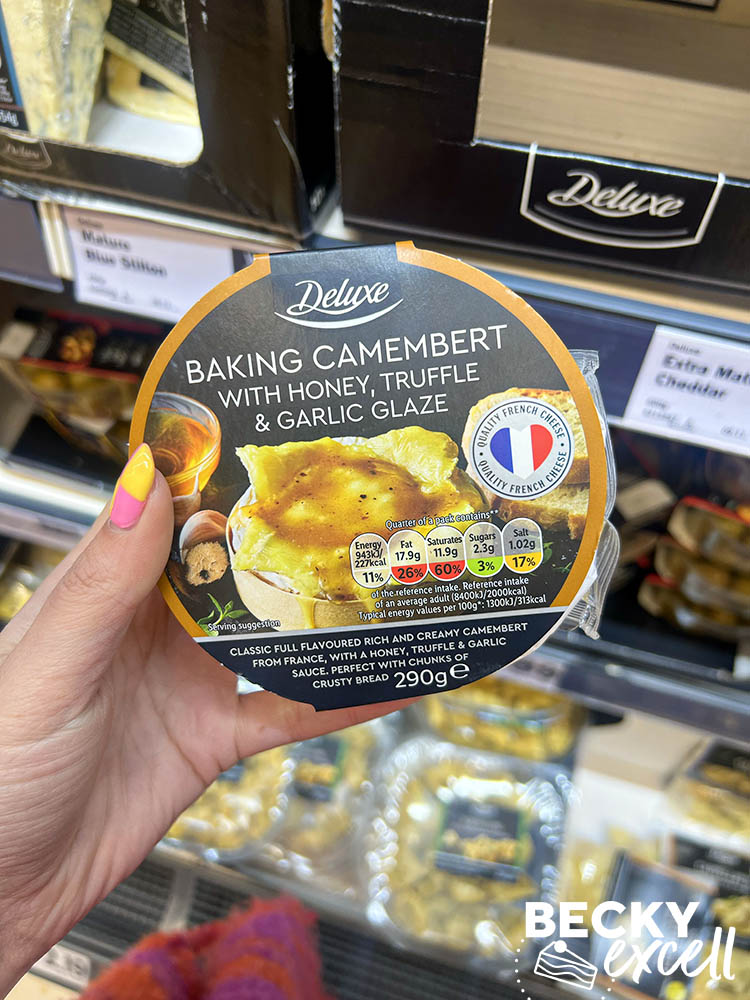 Deluxe
Mature
Blue Stilton
Deluxe
BAKING CAMEMBERT
WITH HONEY, TRUFFLE
& GARLIC GLAZE
QUALITY FRENCH CHEESE
QUALITY FRENCH CHEESE
Quarter of a pack contains**
Energy 943kJ/ 227kcal 11%
Fat 17.9g 26%
Saturates 11.9g 60%
Sugars 2.3g 3%
Salt 1.02g 17%
of the reference intake. Reference intake
of an average adult (8400kJ/2000kcal)
Typical energy values per 100g*: 1300kJ/313kcal
Serving suggestion
CLASSIC FULL FLAVOURED RICH AND CREAMY CAMEMBERT
FROM FRANCE, WITH A HONEY, TRUFFLE & GARLIC
SAUCE. PERFECT WITH CHUNKS OF
CRUSTY BREAD 290g e
Extra Mat
Cheddar
BECKY
excell